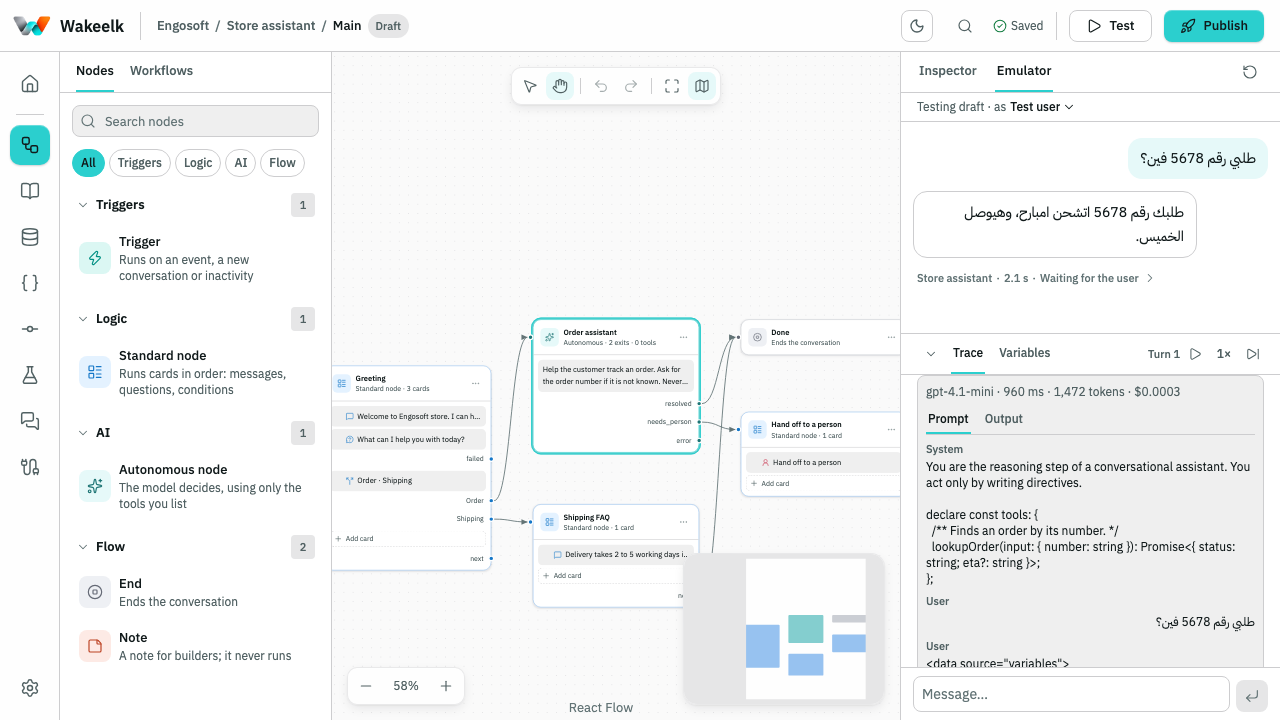 Wakeelk
Engosoft / Store assistant / Main Draft
Saved
Test
Publish
Nodes Workflows
Search nodes
All Triggers Logic AI Flow
Triggers 1
Trigger
Runs on an event, a new
conversation or inactivity
Logic 1
Standard node
Runs cards in order: messages,
questions, conditions
AI 1
Autonomous node
The model decides, using only the
tools you list
Flow 2
End
Ends the conversation
Note
A note for builders; it never runs
Greeting
Standard node · 3 cards
Welcome to Engosoft store. I can h...
What can I help you with today?
failed
Order · Shipping
Order
Shipping
+ Add card
next
Order assistant
Autonomous · 2 exits · 0 tools
Help the customer track an order. Ask for
the order number if it is not known. Never...
resolved
needs_person
error
Shipping FAQ
Standard node · 1 card
Delivery takes 2 to 5 working days i...
+ Add card
Done
Ends the conversation
Hand off to a person
Standard node · 1 card
Hand off to a person
+ Add card
58%
React Flow
Inspector Emulator
Testing draft · as Test user
طلبي رقم 5678 فين؟
طلبك رقم 5678 اتشحن امبارح، وهيوصل
الخميس.
Store assistant · 2.1 s · Waiting for the user
Trace Variables Turn 1 1×
gpt-4.1-mini · 960 ms · 1,472 tokens · $0.0003
Prompt Output
System
You are the reasoning step of a conversational assistant. You
act only by writing directives.
declare const tools: {
/** Finds an order by its number. */
lookupOrder(input: { number: string }): Promise<{ status:
string; eta?: string }>;
};
User
طلبي رقم 5678 فين؟
User
<data source="variables">
Message...